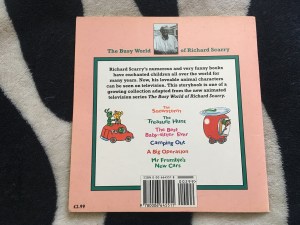 The Busy World of Richard Scarry
Richard Scarry's numerous and very funny books
have enchanted children all over the world for
many years. Now, his loveable animal characters
can be seen on television. This storybook is one of a
growing collection adapted from the new animated
television series The Busy World of Richard Scarry.
The Snowstorm
The Treasure Hunt
The Best
Baby-sitter Ever
Camping Out
A Big Operation
Mr Frumble's
New Cars
£2.99